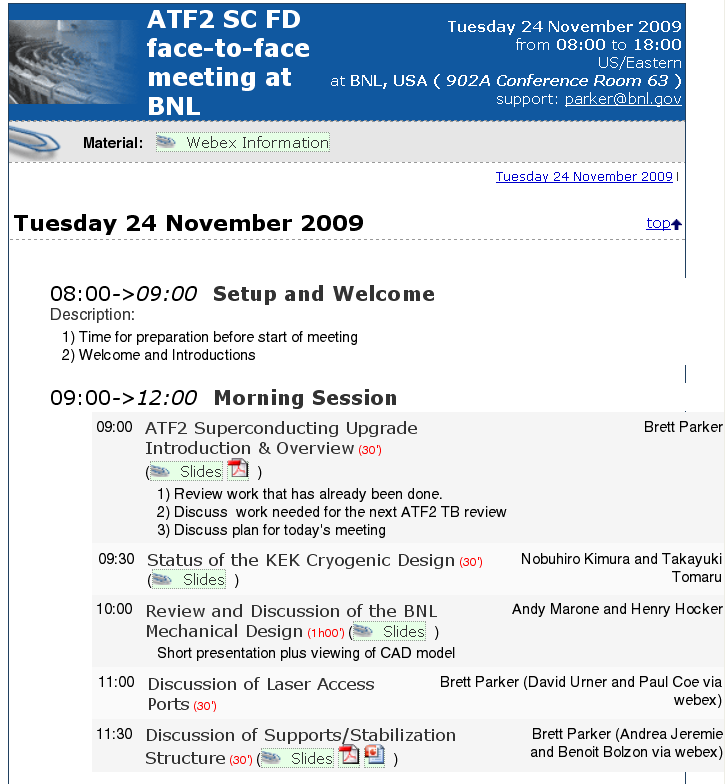 ATF2 SC FD
face-to-face
meeting at
BNL
Tuesday 24 November 2009
from 08:00 to 18:00
US/Eastern
at BNL, USA ( 902A Conference Room 63 )
support: parker@bnl.gov
Material: Webex Information
Tuesday 24 November 2009 |
Tuesday 24 November 2009 top
08:00->09:00 Setup and Welcome
Description:
1) Time for preparation before start of meeting
2) Welcome and Introductions
09:00->12:00 Morning Session
09:00 ATF2 Superconducting Upgrade Brett Parker
Introduction & Overview (30')
( Slides )
1) Review work that has already been done.
2) Discuss work needed for the next ATF2 TB review
3) Discuss plan for today's meeting
09:30 Status of the KEK Cryogenic Design (30') Nobuhiro Kimura and Takayuki
( Slides ) Tomaru
10:00 Review and Discussion of the BNL Andy Marone and Henry Hocker
Mechanical Design (1h00') ( Slides )
Short presentation plus viewing of CAD model
11:00 Discussion of Laser Access Brett Parker (David Urner and Paul Coe via
Ports (30') webex)
11:30 Discussion of Supports/Stabilization Brett Parker (Andrea Jeremie
Structure (30') ( Slides ) and Benoit Bolzon via webex)